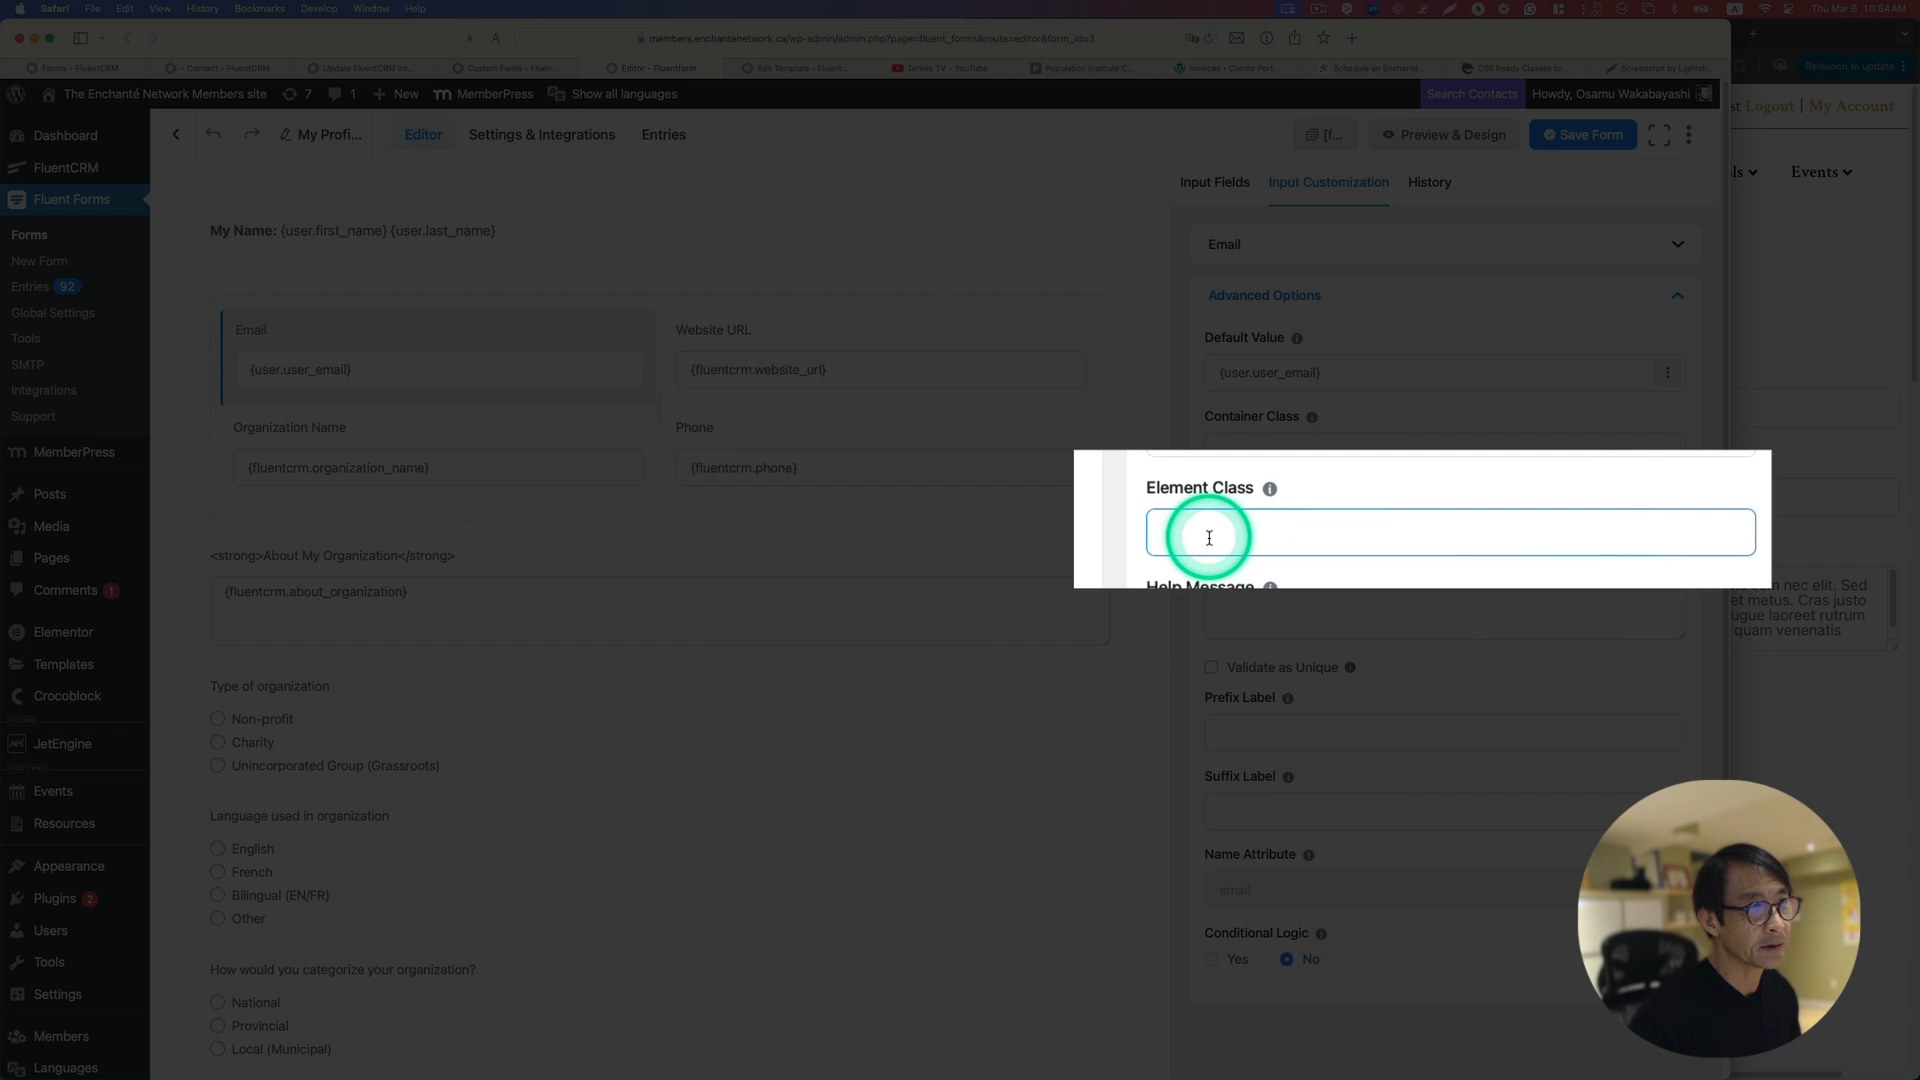 Safari File Edit View History Bookmarks Develop Window Help
Thu Mar 6 10:54AM
members.enchantenetwork.ca/wp-admin/admin.php?page=fluent_forms&route=editor&form_id=3
Forms - FluentCRM
- Contact - FluentCRM
Update FluentCRM Int...
Custom Fields - Fluen...
Editor - Fluentform
Edit Template - Fluent...
Tennis TV - YouTube
Population Institute C...
Invoices ‹ Clients Port...
Schedule an Enchanté...
CSS Ready Classes fo...
Screenshot by Lightsh...
Relaunch to update
The Enchanté Network Members site 7 1 New MemberPress Show all languages
Search Contacts Howdy, Osamu Wakabayashi
Logout | My Account
Events
Dashboard
FluentCRM
Fluent Forms
Forms
New Form
Entries 92
Global Settings
Tools
SMTP
Integrations
Support
MemberPress
Posts
Media
Pages
Comments 1
Elementor
Templates
Crocoblock
JetEngine
Events
Resources
Appearance
Plugins 2
Users
Tools
Settings
Members
Languages
My Profi...
Editor Settings & Integrations Entries
[f...
Preview & Design
Save Form
My Name: {user.first_name} {user.last_name}
Email
{user.user_email}
Website URL
{fluentcrm.website_url}
Organization Name
{fluentcrm.organization_name}
Phone
{fluentcrm.phone}
<strong>About My Organization</strong>
{fluentcrm.about_organization}
Type of organization
Non-profit
Charity
Unincorporated Group (Grassroots)
Language used in organization
English
French
Bilingual (EN/FR)
Other
How would you categorize your organization?
National
Provincial
Local (Municipal)
Input Fields Input Customization History
Email
Advanced Options
Default Value
{user.user_email}
Container Class
Element Class
Help Message
Validate as Unique
Prefix Label
Suffix Label
Name Attribute
email
Conditional Logic
Yes No
nec elit. Sed
et metus. Cras justo
augue laoreet rutrum
quam venenatis